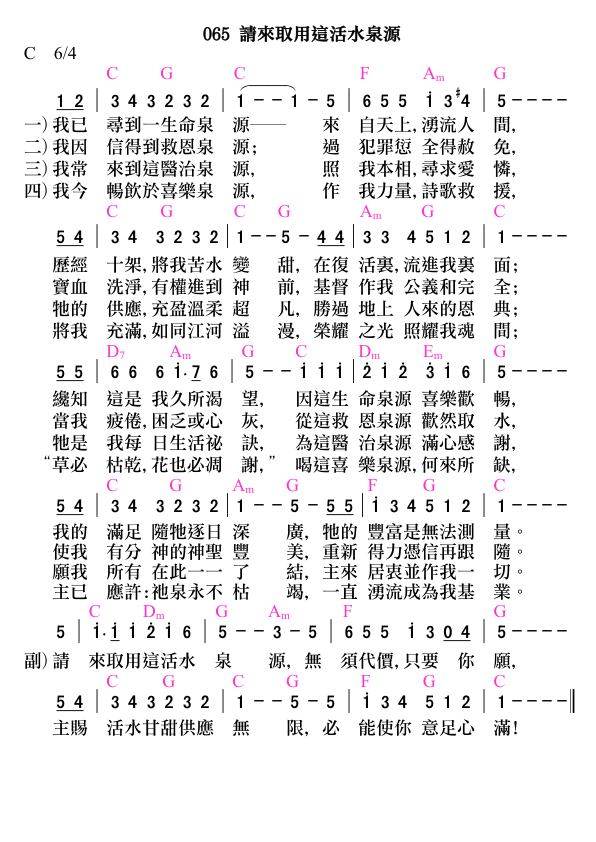 065 請來取用這活水泉源
C 6/4
C G C F Am G
1 2 | 3 4 3 2 3 2 | 1 - - 1 - 5 | 6 5 5 i 3 #4 | 5 - - - -
一)我已 尋到一生命泉 源—— 來 自天上,湧流人 間,
二)我因 信得到救恩泉 源; 過 犯罪愆 全得赦 免,
三)我常 來到這醫治泉 源, 照 我本相,尋求愛 憐,
四)我今 暢飲於喜樂泉 源, 作 我力量,詩歌救 援,
C G C G Am G C
5 4 | 3 4 3 2 3 2 | 1 - - 5 - 4 4 | 3 3 4 5 1 2 | 1 - - - -
歷經 十架,將我苦水 變 甜, 在復 活裏,流進我裏 面;
寶血 洗淨,有權進到 神 前, 基督 作我 公義和完 全;
牠的 供應,充盈溫柔 超 凡, 勝過 地上 人來的恩 典;
將我 充滿,如同江河 溢 漫, 榮耀 之光 照耀我魂 間;
D7 Am G C Dm Em G
5 5 | 6 6 6 i · 7 6 | 5 - - i i i | 2 i 2 3 i 6 | 5 - - - -
纔知 這是 我久所渴 望, 因這生 命泉源 喜樂歡 暢,
當我 疲倦,困乏或心 灰, 從這救 恩泉源 歡然取 水,
牠是 我每 日生活祕 訣, 為這醫 治泉源 滿心感 謝,
“草必 枯乾,花也必凋 謝,” 喝這喜 樂泉源,何來所 缺,
C G Am G F G C
5 4 | 3 4 3 2 3 2 | 1 - - 5 - 5 5 | i 3 4 5 1 2 | 1 - - - -
我的 滿足 隨牠逐日 深 廣, 牠的 豐富是無法測 量。
使我 有分 神的神聖 豐 美, 重新 得力憑信再跟 隨。
願我 所有 在此一一 了 結, 主來 居衷並作我一 切。
主已 應許:祂泉永不 枯 竭, 一直 湧流成為我基 業。
C Dm G Am F G
5 | i · i i 2 i 6 | 5 - - 3 - 5 | 6 5 5 i 3 0 4 | 5 - - - -
副)請 來取用這活水 泉 源, 無 須代價,只要 你 願,
C G C G F G C
5 4 | 3 4 3 2 3 2 | 1 - - 5 - 5 | i 3 4 5 1 2 | 1 - - - - ||
主賜 活水甘甜供應 無 限, 必 能使你 意足心 滿!